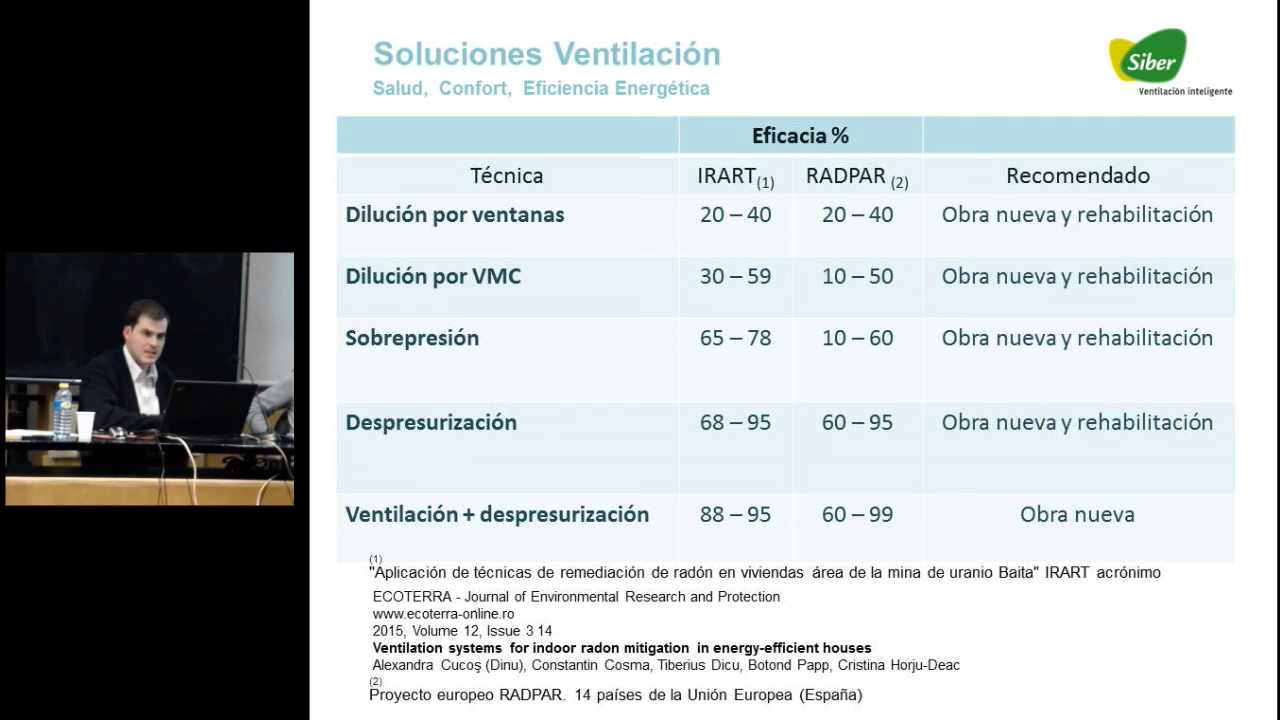 Soluciones Ventilación
Salud, Confort, Eficiencia Energética
Siber
Ventilación inteligente
Eficacia %
Técnica IRART(1) RADPAR (2) Recomendado
Dilución por ventanas 20 – 40 20 – 40 Obra nueva y rehabilitación
Dilución por VMC 30 – 59 10 – 50 Obra nueva y rehabilitación
Sobrepresión 65 – 78 10 – 60 Obra nueva y rehabilitación
Despresurización 68 – 95 60 – 95 Obra nueva y rehabilitación
Ventilación + despresurización 88 – 95 60 – 99 Obra nueva
(1)
"Aplicación de técnicas de remediación de radón en viviendas área de la mina de uranio Baita" IRART acrónimo
ECOTERRA - Journal of Environmental Research and Protection
www.ecoterra-online.ro
2015, Volume 12, Issue 3 14
Ventilation systems for indoor radon mitigation in energy-efficient houses
Alexandra Cucoş (Dinu), Constantin Cosma, Tiberius Dicu, Botond Papp, Cristina Horju-Deac
(2)
Proyecto europeo RADPAR. 14 países de la Unión Europea (España)